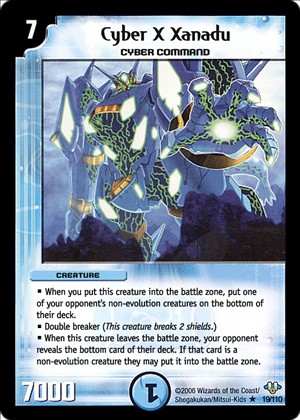 7
Cyber X Xanadu
CYBER COMMAND
CREATURE
■ When you put this creature into the battle zone, put one
of your opponent's non-evolution creatures on the bottom of
their deck.
■ Double breaker (This creature breaks 2 shields.)
■ When this creature leaves the battle zone, your opponent
reveals the bottom card of their deck. If that card is a
non-evolution creature they may put it into the battle zone.
7000
1
©2006 Wizards of the Coast/
Shogakukan/Mitsui-Kids ★ 19/110